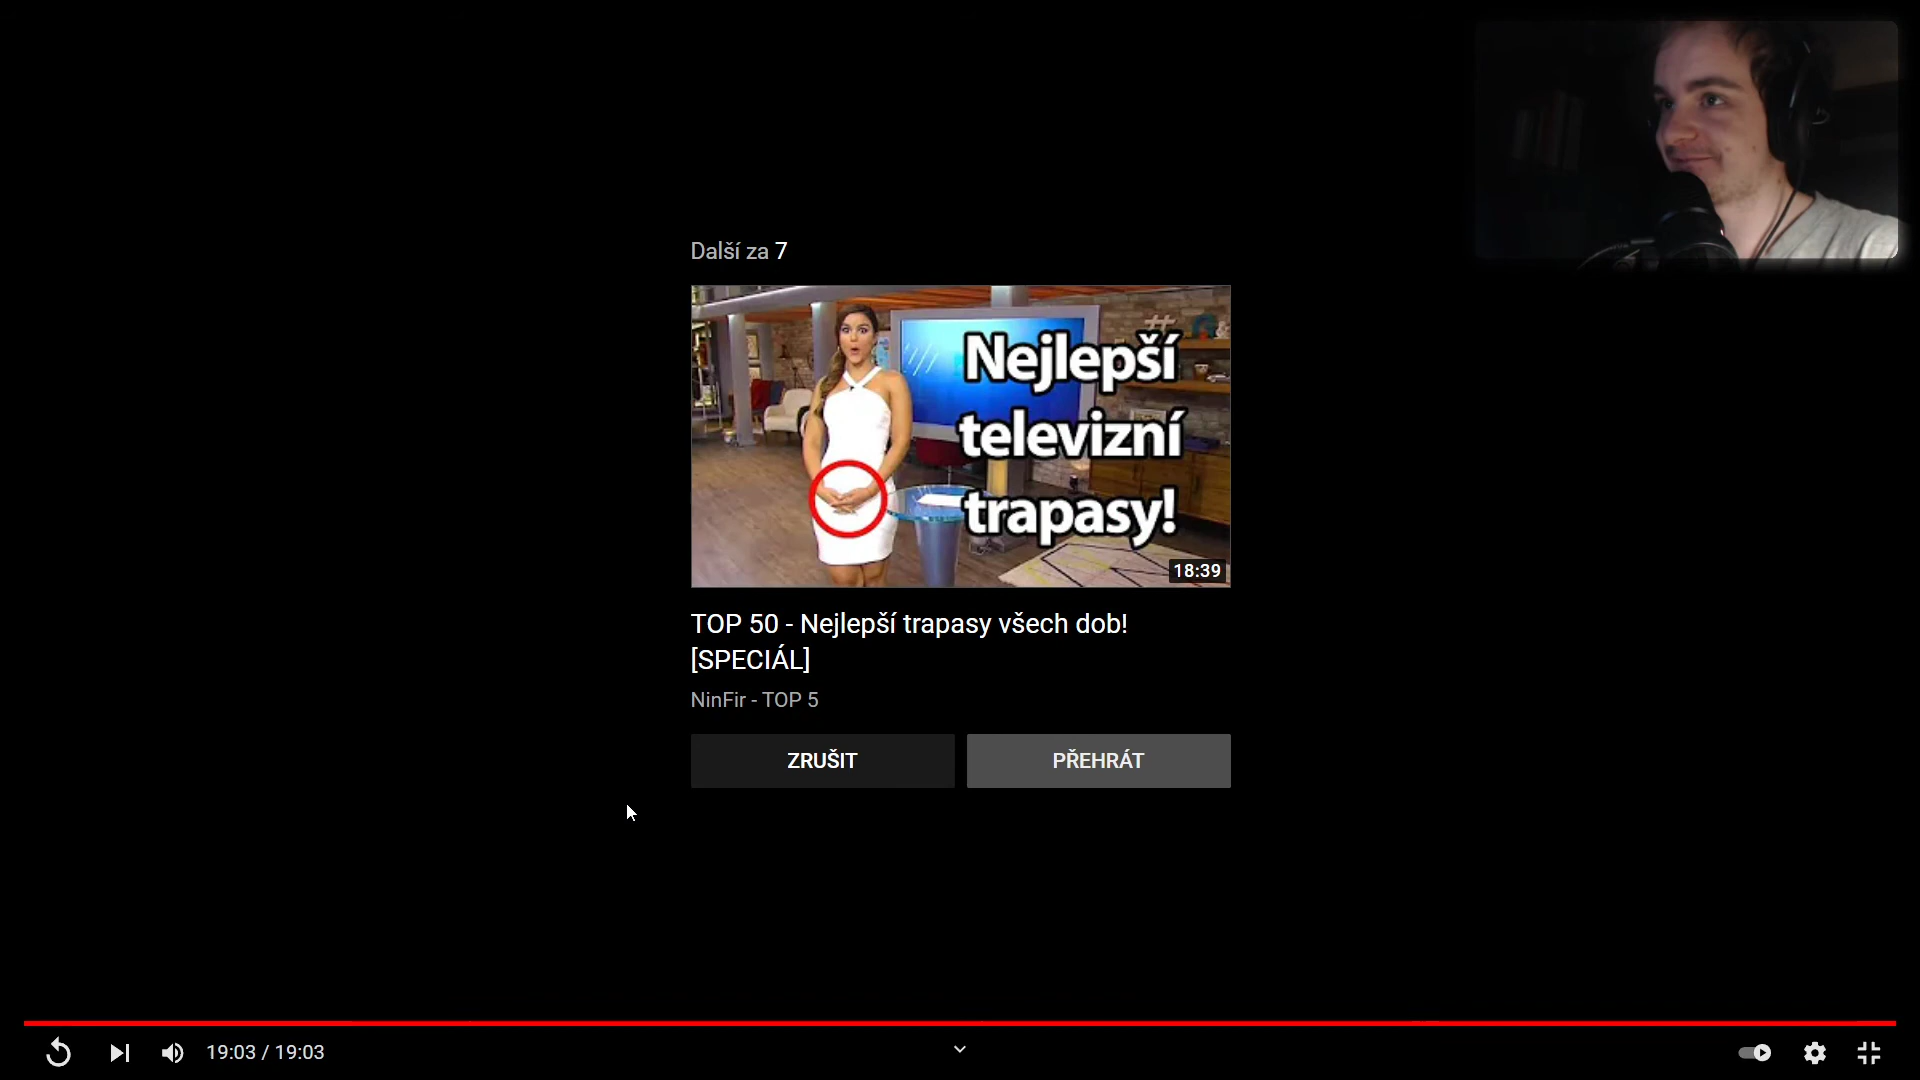 Další za 7
Nejlepší
televizní
trapasy!
18:39
TOP 50 - Nejlepší trapasy všech dob!
[SPECIÁL]
NinFir - TOP 5
ZRUŠIT
PŘEHRÁT
19:03 / 19:03